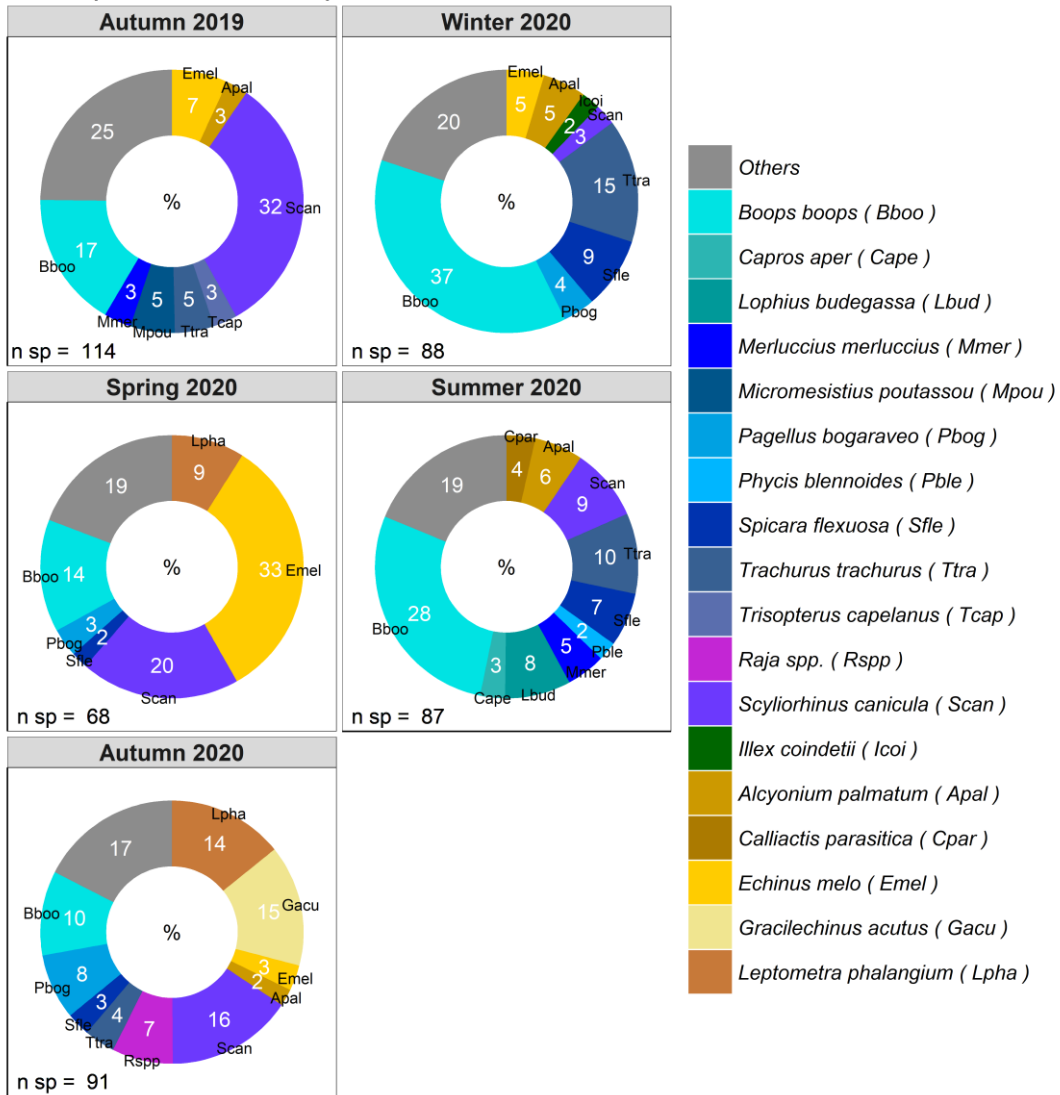 Autumn 2019
Emel
7
Apal
3
25
32
Scan
%
17
Bboo
3
5
5
3
Mmer
Mpou
Ttra
Tcap
n sp = 114
Winter 2020
Emel
5
Apal
5
Icoi
2
Scan
3
20
Ttra
15
%
9
Sfle
37
Bboo
4
Pbog
n sp = 88
Spring 2020
Lpha
9
19
33
Emel
%
Bboo
14
3
Pbog
2
Sfle
20
Scan
n sp = 68
Summer 2020
Cpar
4
Apal
6
Scan
9
19
Ttra
10
%
28
Bboo
7
Sfle
2
Pble
5
Mmer
3
Cape
8
Lbud
n sp = 87
Autumn 2020
Lpha
14
17
Gacu
15
%
Bboo
10
3
Emel
2
Apal
8
Pbog
3
Sfle
4
Ttra
7
Rspp
16
Scan
n sp = 91
Others
Boops boops ( Bboo )
Capros aper ( Cape )
Lophius budegassa ( Lbud )
Merluccius merluccius ( Mmer )
Micromesistius poutassou ( Mpou )
Pagellus bogaraveo ( Pbog )
Phycis blennoides ( Pble )
Spicara flexuosa ( Sfle )
Trachurus trachurus ( Ttra )
Trisopterus capelanus ( Tcap )
Raja spp. ( Rspp )
Scyliorhinus canicula ( Scan )
Illex coindetii ( Icoi )
Alcyonium palmatum ( Apal )
Calliactis parasitica ( Cpar )
Echinus melo ( Emel )
Gracilechinus acutus ( Gacu )
Leptometra phalangium ( Lpha )